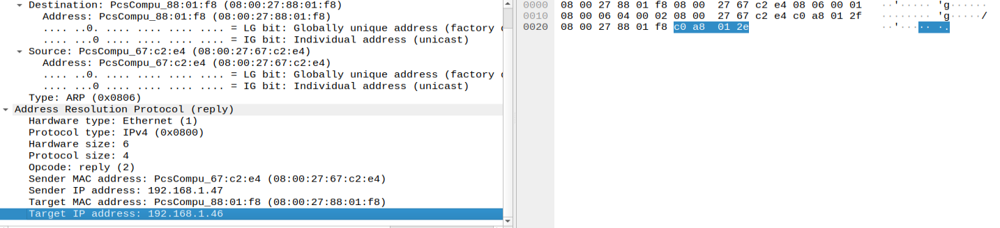 Destination: PcsCompu_88:01:f8 (08:00:27:88:01:f8)
Address: PcsCompu_88:01:f8 (08:00:27:88:01:f8)
.... ..0. .... .... .... .... = LG bit: Globally unique address (factory
.... ...0 .... .... .... .... = IG bit: Individual address (unicast)
Source: PcsCompu_67:c2:e4 (08:00:27:67:c2:e4)
Address: PcsCompu_67:c2:e4 (08:00:27:67:c2:e4)
.... ..0. .... .... .... .... = LG bit: Globally unique address (factory
.... ...0 .... .... .... .... = IG bit: Individual address (unicast)
Type: ARP (0x0806)
Address Resolution Protocol (reply)
Hardware type: Ethernet (1)
Protocol type: IPv4 (0x0800)
Hardware size: 6
Protocol size: 4
Opcode: reply (2)
Sender MAC address: PcsCompu_67:c2:e4 (08:00:27:67:c2:e4)
Sender IP address: 192.168.1.47
Target MAC address: PcsCompu_88:01:f8 (08:00:27:88:01:f8)
Target IP address: 192.168.1.46
0000 08 00 27 88 01 f8 08 00 27 67 c2 e4 08 06 00 01 ··'····· 'g······
0010 08 00 06 04 00 02 08 00 27 67 c2 e4 c0 a8 01 2f ········ 'g·····/
0020 08 00 27 88 01 f8 c0 a8 01 2e ··'····· ·.